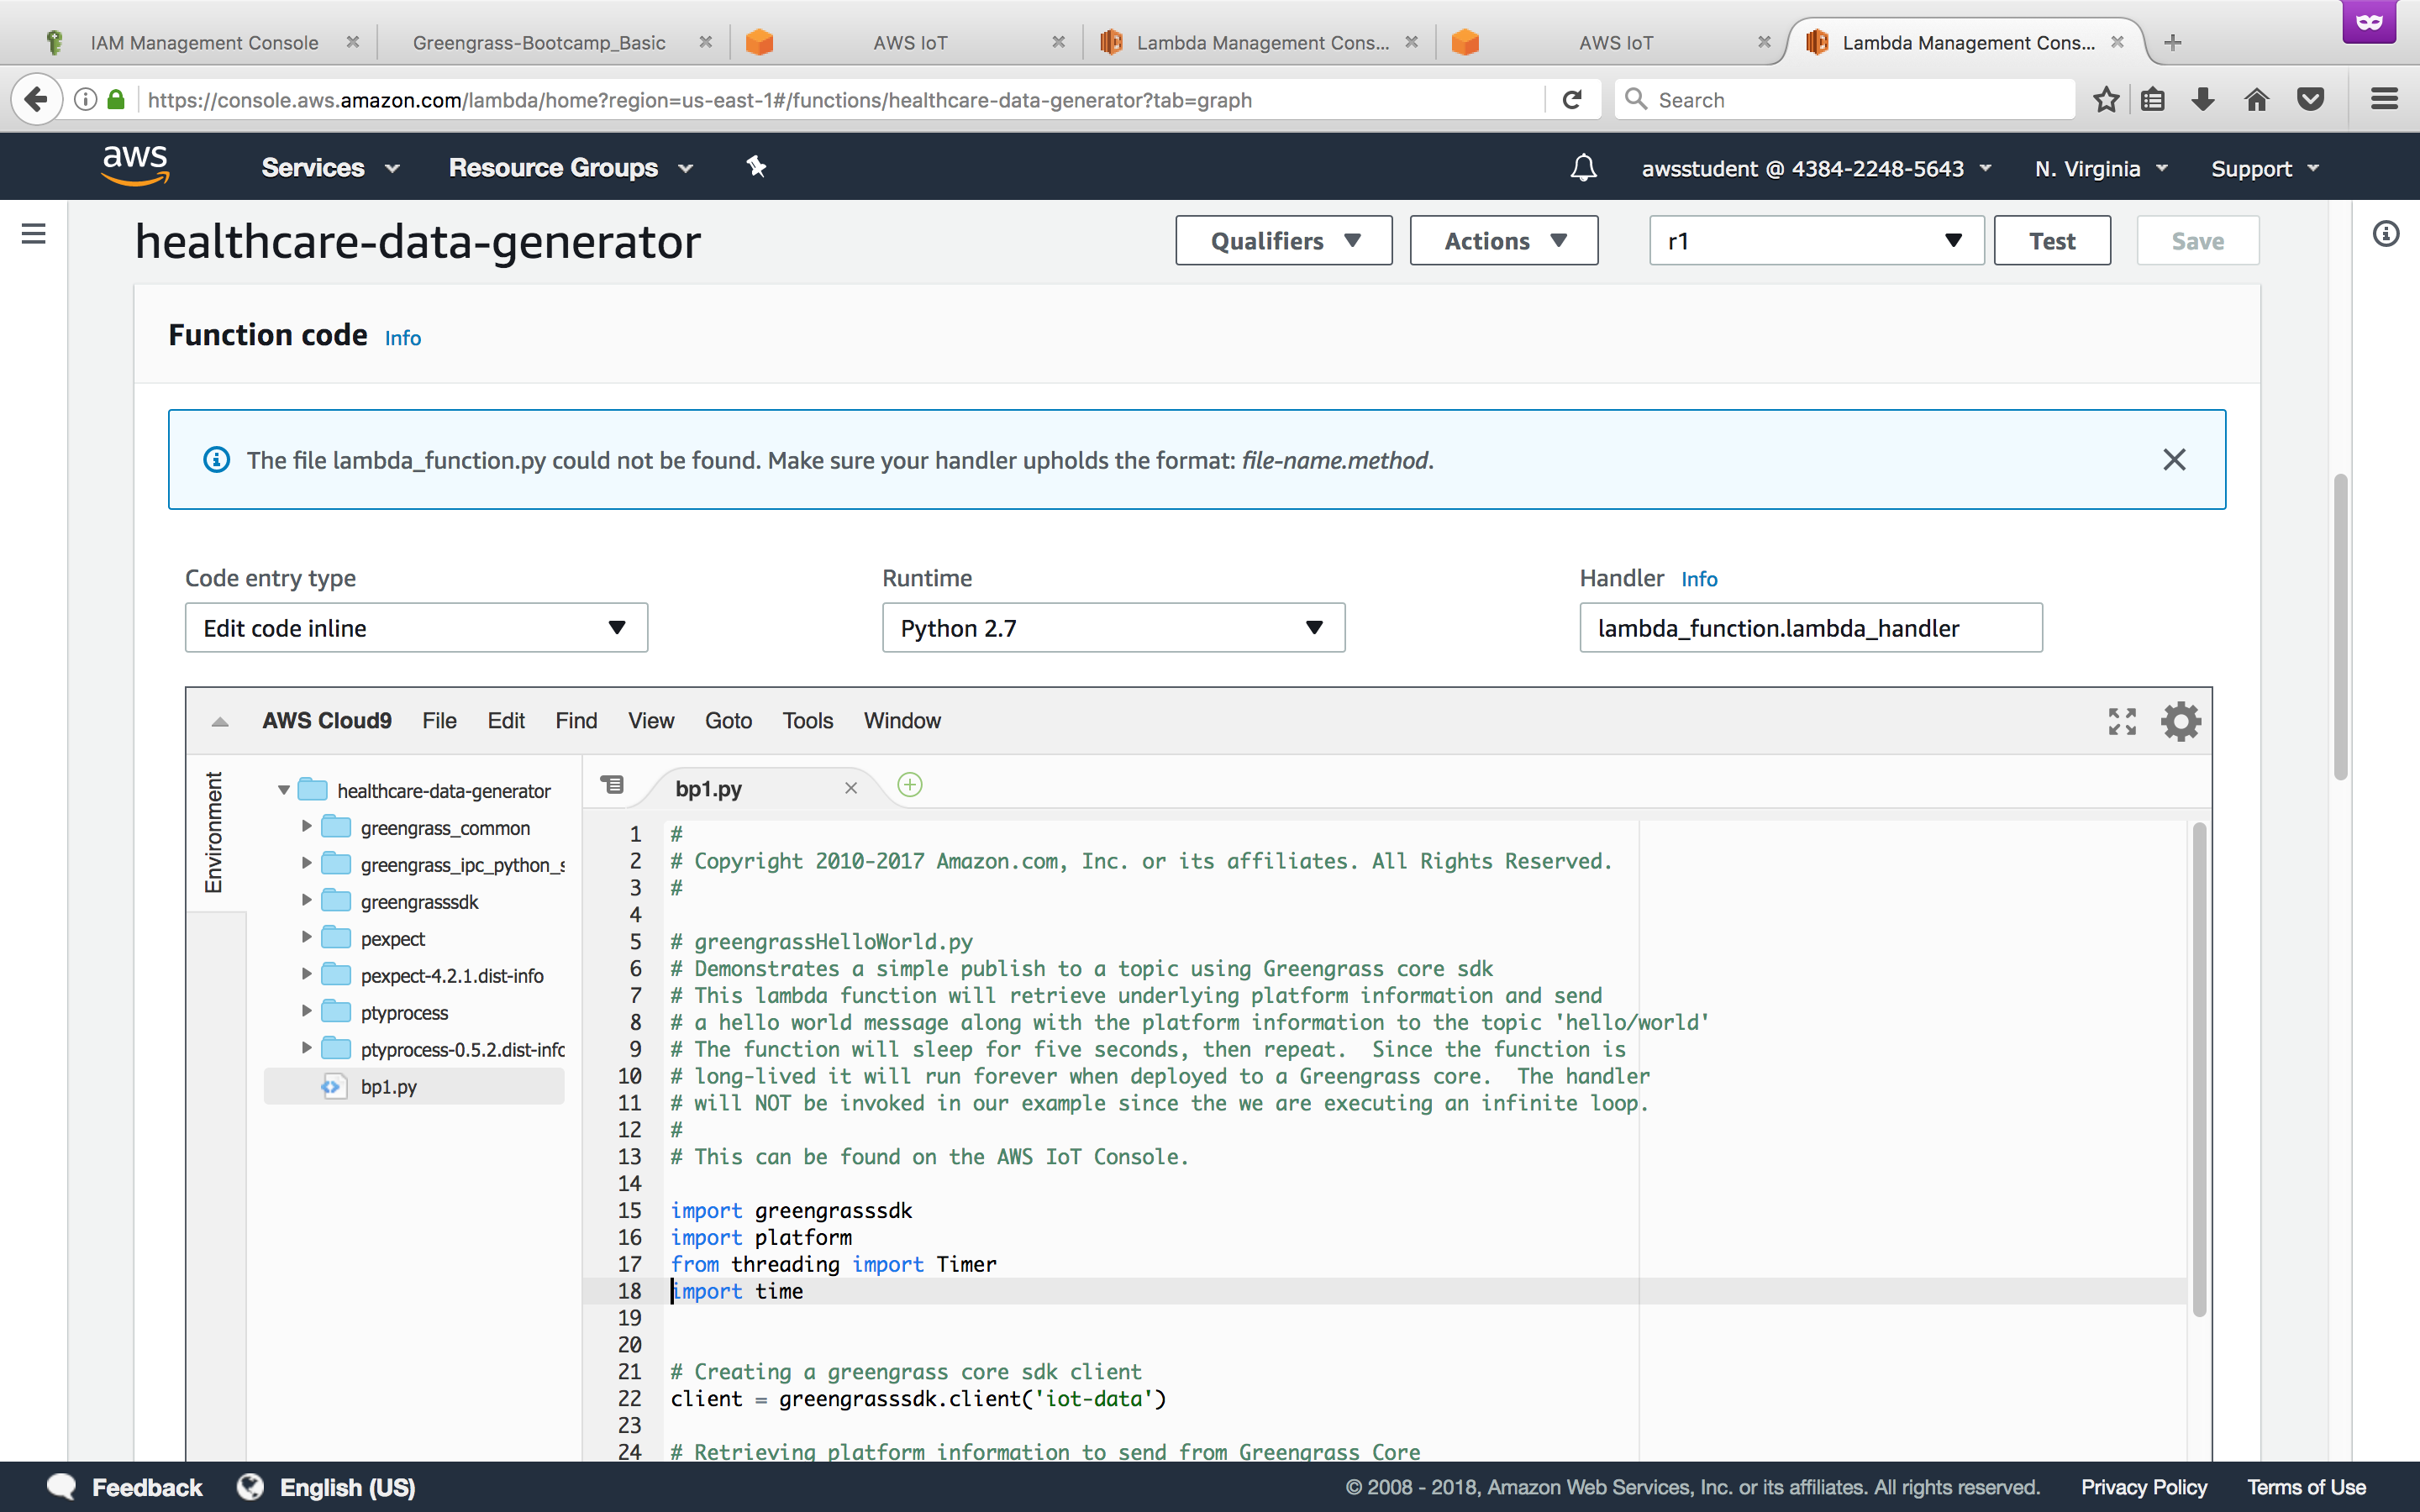 IAM Management Console
Greengrass-Bootcamp_Basic
AWS IoT
Lambda Management Cons...
AWS IoT
Lambda Management Cons...
https://console.aws.amazon.com/lambda/home?region=us-east-1#/functions/healthcare-data-generator?tab=graph
Search
aws
Services
Resource Groups
awsstudent @ 4384-2248-5643
N. Virginia
Support
healthcare-data-generator
Qualifiers
Actions
r1
Test
Save
Function code Info
The file lambda_function.py could not be found. Make sure your handler upholds the format: file-name.method.
Code entry type
Runtime
Handler Info
Edit code inline
Python 2.7
lambda_function.lambda_handler
AWS Cloud9 File Edit Find View Goto Tools Window
Environment
healthcare-data-generator
greengrass_common
greengrass_ipc_python_s
greengrasssdk
pexpect
pexpect-4.2.1.dist-info
ptyprocess
ptyprocess-0.5.2.dist-info
bp1.py
bp1.py
1 #
2 # Copyright 2010-2017 Amazon.com, Inc. or its affiliates. All Rights Reserved.
3 #
4
5 # greengrassHelloWorld.py
6 # Demonstrates a simple publish to a topic using Greengrass core sdk
7 # This lambda function will retrieve underlying platform information and send
8 # a hello world message along with the platform information to the topic 'hello/world'
9 # The function will sleep for five seconds, then repeat.  Since the function is
10 # long-lived it will run forever when deployed to a Greengrass core.  The handler
11 # will NOT be invoked in our example since the we are executing an infinite loop.
12 #
13 # This can be found on the AWS IoT Console.
14
15 import greengrasssdk
16 import platform
17 from threading import Timer
18 import time
19
20
21 # Creating a greengrass core sdk client
22 client = greengrasssdk.client('iot-data')
23
24 # Retrieving platform information to send from Greengrass Core
Feedback
English (US)
© 2008 - 2018, Amazon Web Services, Inc. or its affiliates. All rights reserved.
Privacy Policy
Terms of Use